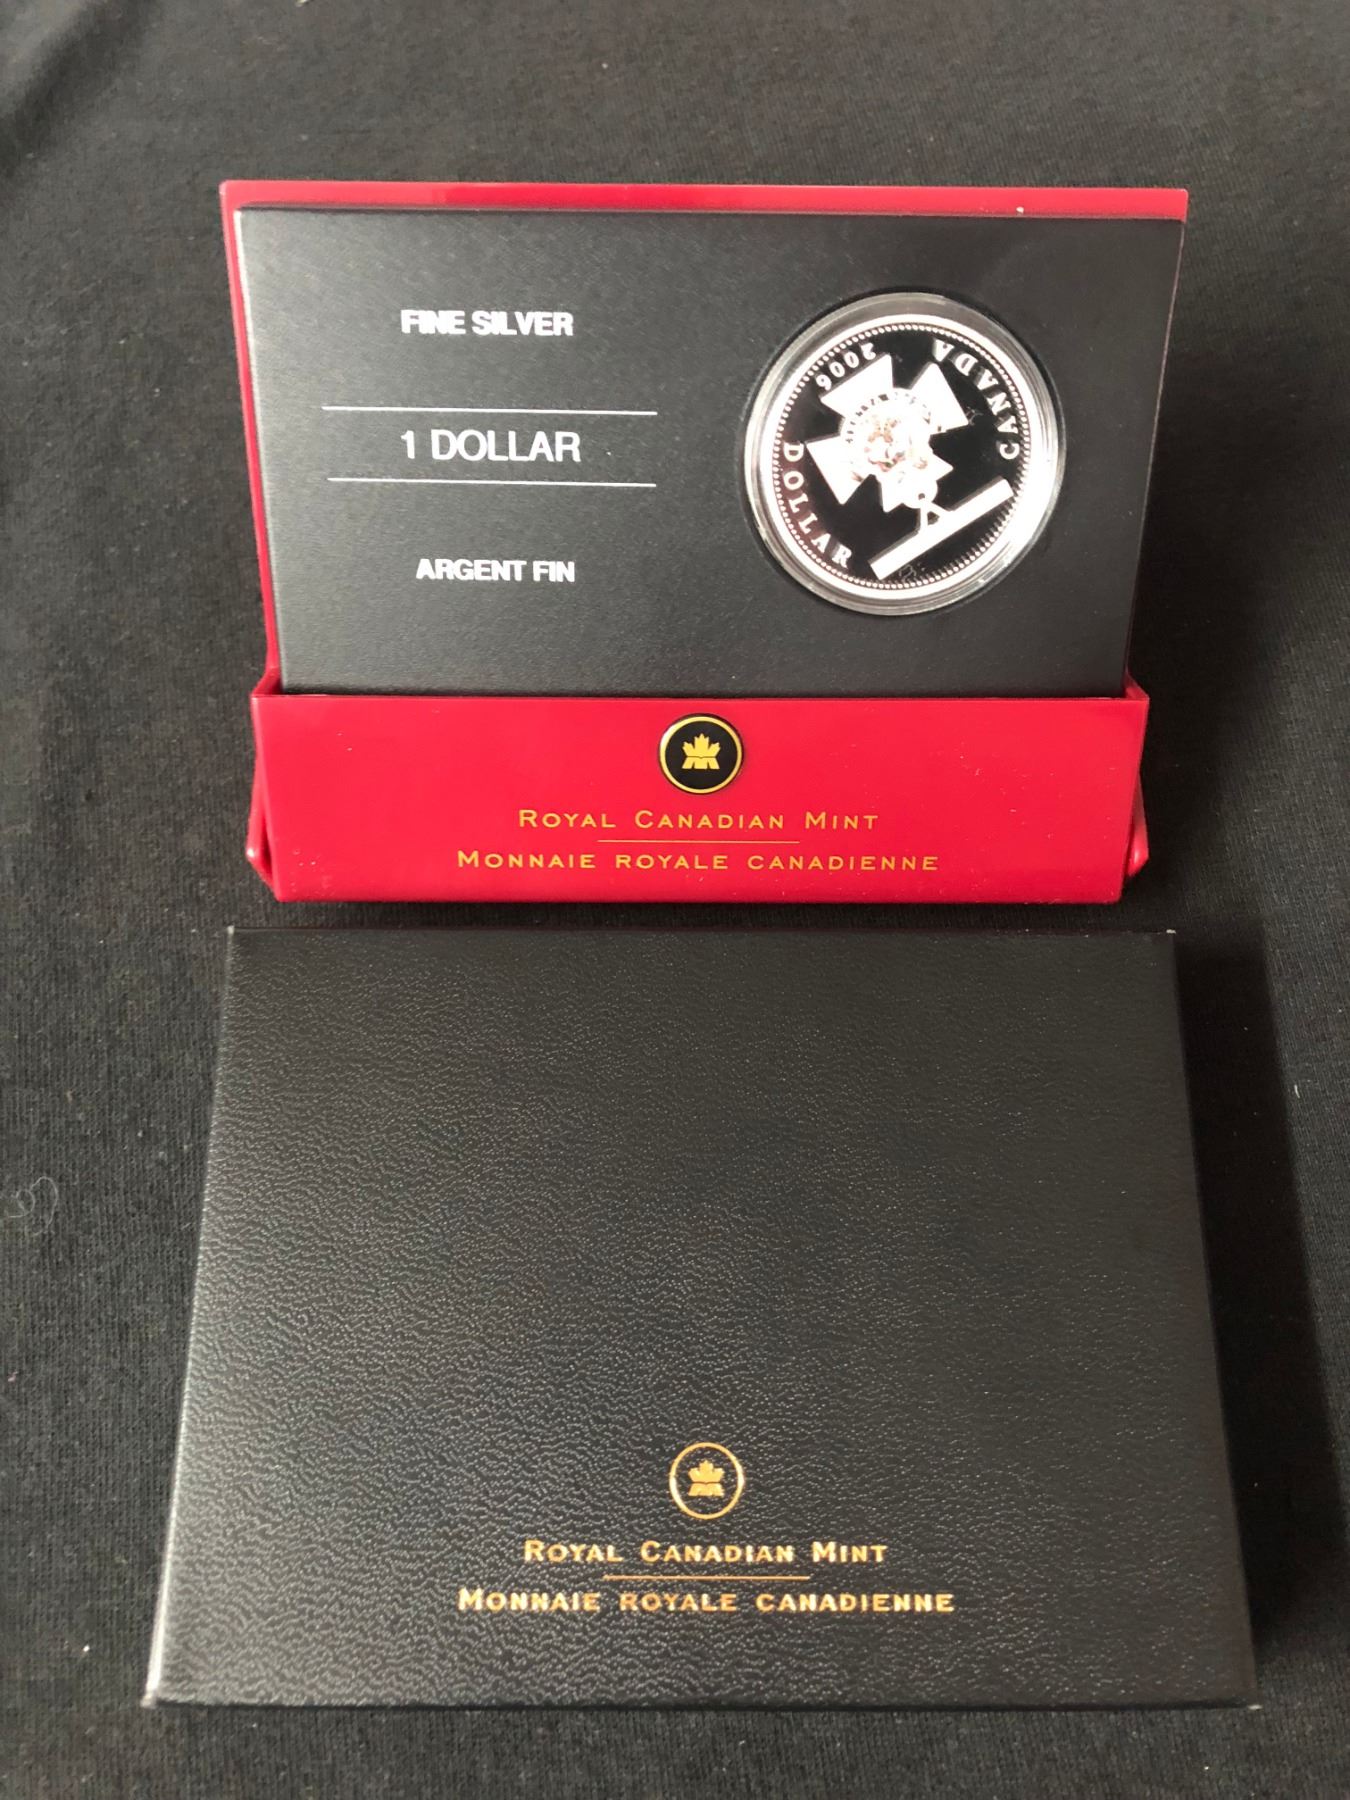 FINE SILVER
1 DOLLAR
ARGENT FIN
2006
CANADA
DOLLAR
ROYAL CANADIAN MINT
MONNAIE ROYALE CANADIENNE
ROYAL CANADIAN MINT
MONNAIE ROYALE CANADIENNE